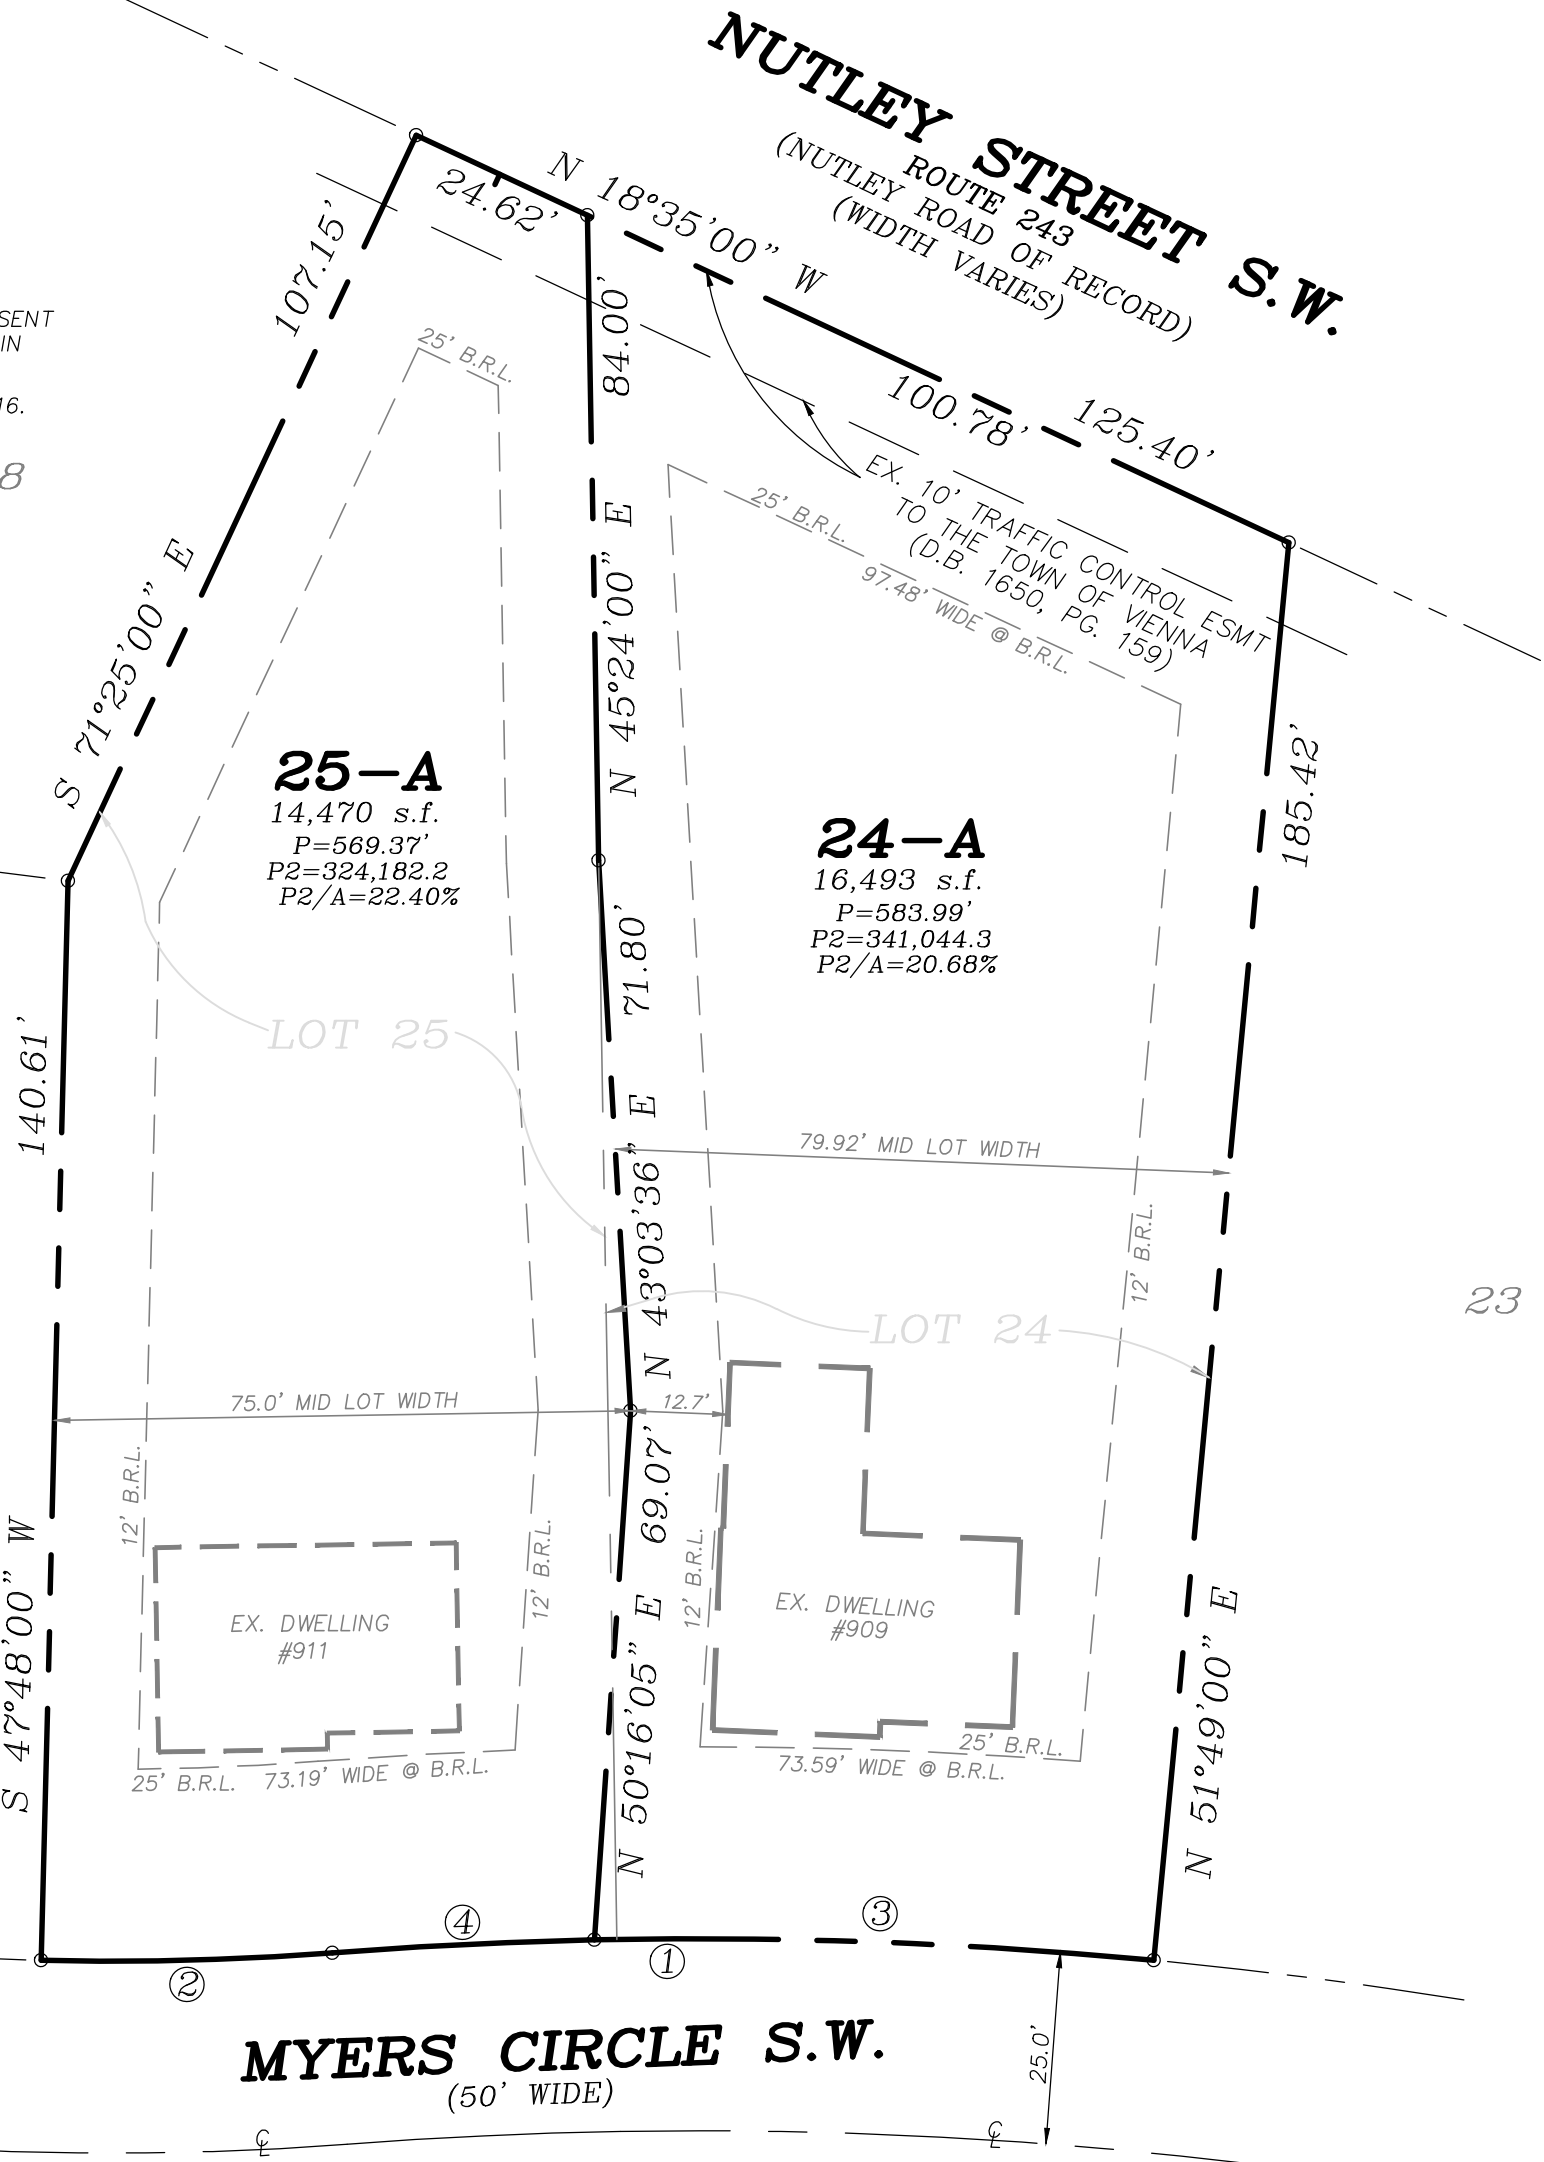 NUTLEY STREET S.W.
ROUTE 243
(NUTLEY ROAD OF RECORD)
(WIDTH VARIES)
N 18°35'00" W
24.62'
100.78'
125.40'
107.15'
S 71°25'00" E
SENT
IN
16.
8
84.00'
N 45°24'00" E
25' B.R.L.
25' B.R.L.
97.48' WIDE @ B.R.L.
EX. 10' TRAFFIC CONTROL ESMT
TO THE TOWN OF VIENNA
(D.B. 1650, PG. 159)
185.42'
25-A
14,470 s.f.
P=569.37'
P2=324,182.2
P2/A=22.40%
24-A
16,493 s.f.
P=583.99'
P2=341,044.3
P2/A=20.68%
71.80'
N 43°03'36" E
140.61'
LOT 25
79.92' MID LOT WIDTH
12' B.R.L.
23
LOT 24
75.0' MID LOT WIDTH
12.7'
12' B.R.L.
69.07'
N 50°16'05" E
12' B.R.L.
12' B.R.L.
S 47°48'00" W
EX. DWELLING
#911
EX. DWELLING
#909
N 51°49'00" E
25' B.R.L.
73.19' WIDE @ B.R.L.
25' B.R.L.
73.59' WIDE @ B.R.L.
4
3
2
1
MYERS CIRCLE S.W.
(50' WIDE)
25.0'
℄
℄